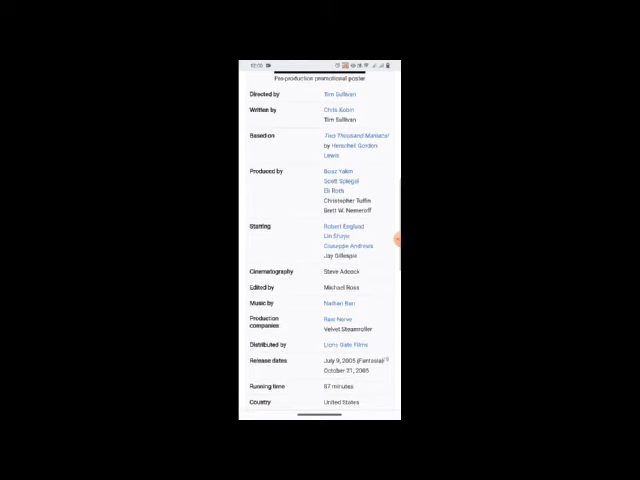 Pre-production promotional poster
Directed by Tim Sullivan
Written by Chris Kobin
Tim Sullivan
Based on Two Thousand Maniacs!
by Herschell Gordon
Lewis
Produced by Boaz Yakin
Scott Spiegel
Eli Roth
Christopher Tuffin
Brett W. Nemeroff
Starring Robert Englund
Lin Shaye
Giuseppe Andrews
Jay Gillespie
Cinematography Steve Adcock
Edited by Michael Ross
Music by Nathan Barr
Production
companies Raw Nerve
Velvet Steamroller
Distributed by Lions Gate Films
Release dates July 9, 2005 (Fantasia)
October 21, 2005
Running time 87 minutes
Country United States